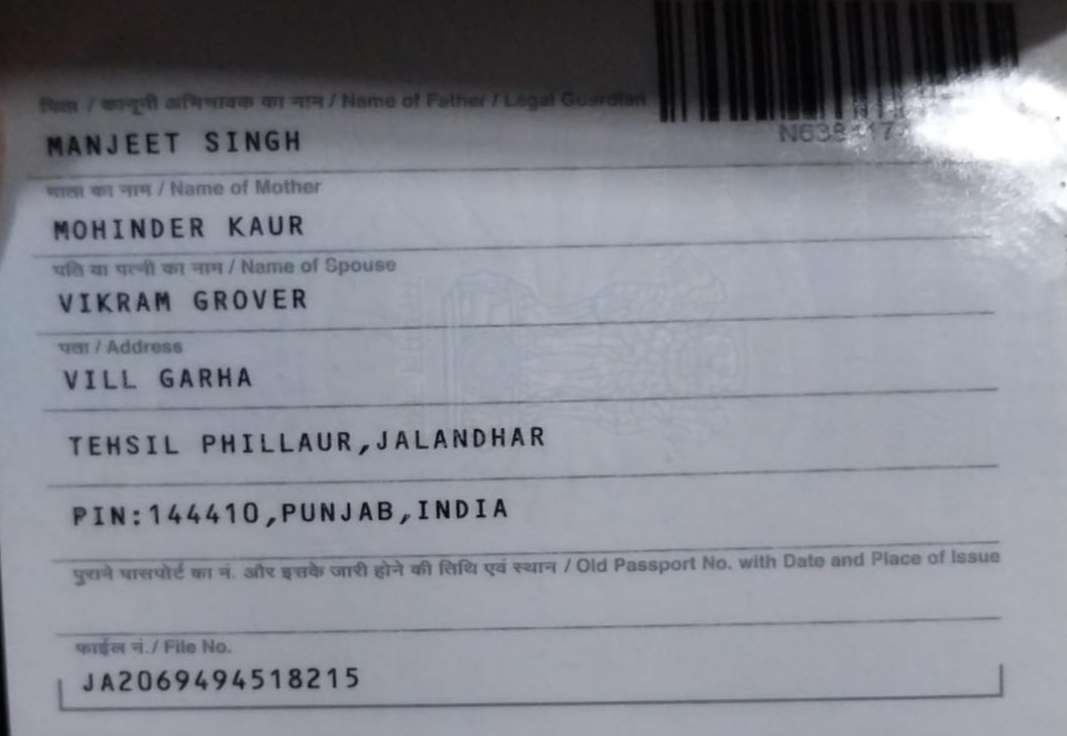 पिता / कानूनी अभिभावक का नाम / Name of Father / Legal Guardian
MANJEET SINGH
माता का नाम / Name of Mother
MOHINDER KAUR
पति या पत्नी का नाम / Name of Spouse
VIKRAM GROVER
पता / Address
VILL GARHA
TEHSIL PHILLAUR,JALANDHAR
PIN:144410,PUNJAB,INDIA
पुराने पासपोर्ट का नं. और इसके जारी होने की तिथि एवं स्थान / Old Passport No. with Date and Place of Issue
फाईल नं./ File No.
JA2069494518215